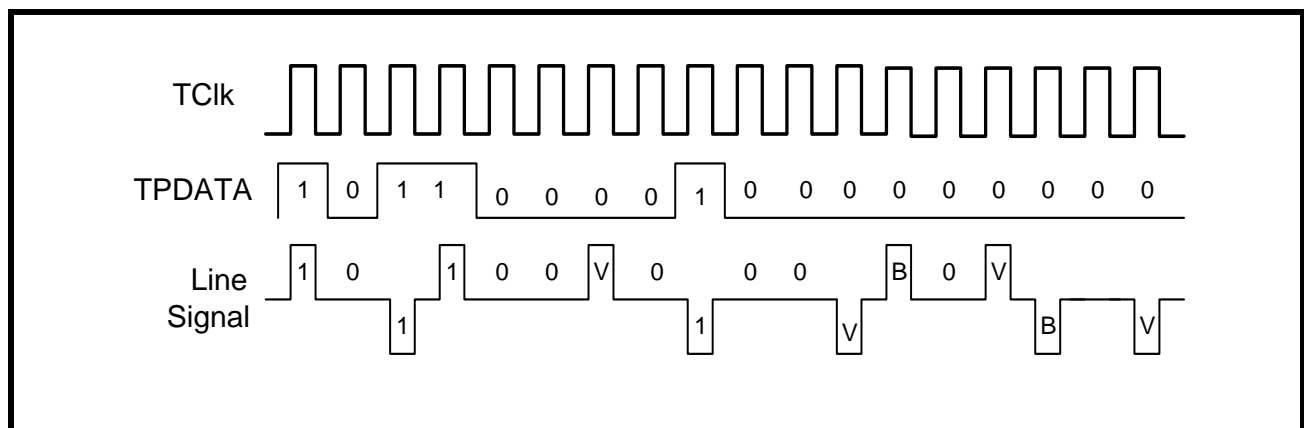 TClk
TPDATA 1 0 1 1 0 0 0 0 1 0 0 0 0 0 0 0 0 0
Line Signal
1 0 1 1 0 0 V 0 1 0 0 V B 0 V B V